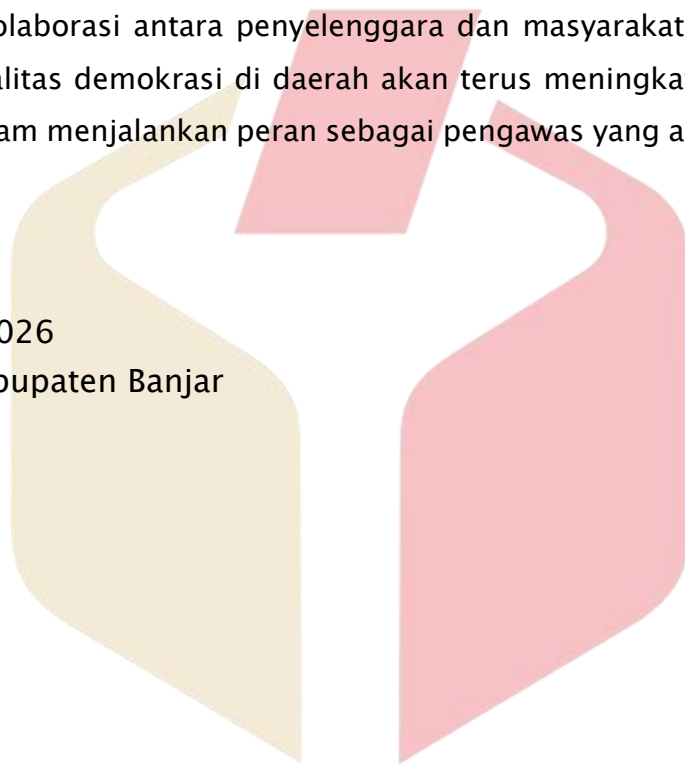 olaborasi antara penyelenggara dan masyarakat
alitas demokrasi di daerah akan terus meningka
am menjalankan peran sebagai pengawas yang a
026
bupaten Banjar